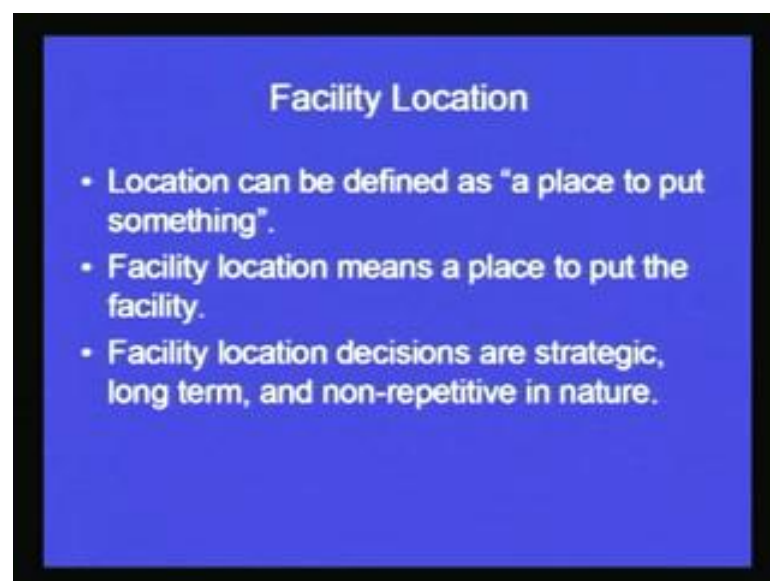 Facility Location
• Location can be defined as “a place to put
something”.
• Facility location means a place to put the
facility.
• Facility location decisions are strategic,
long term, and non-repetitive in nature.